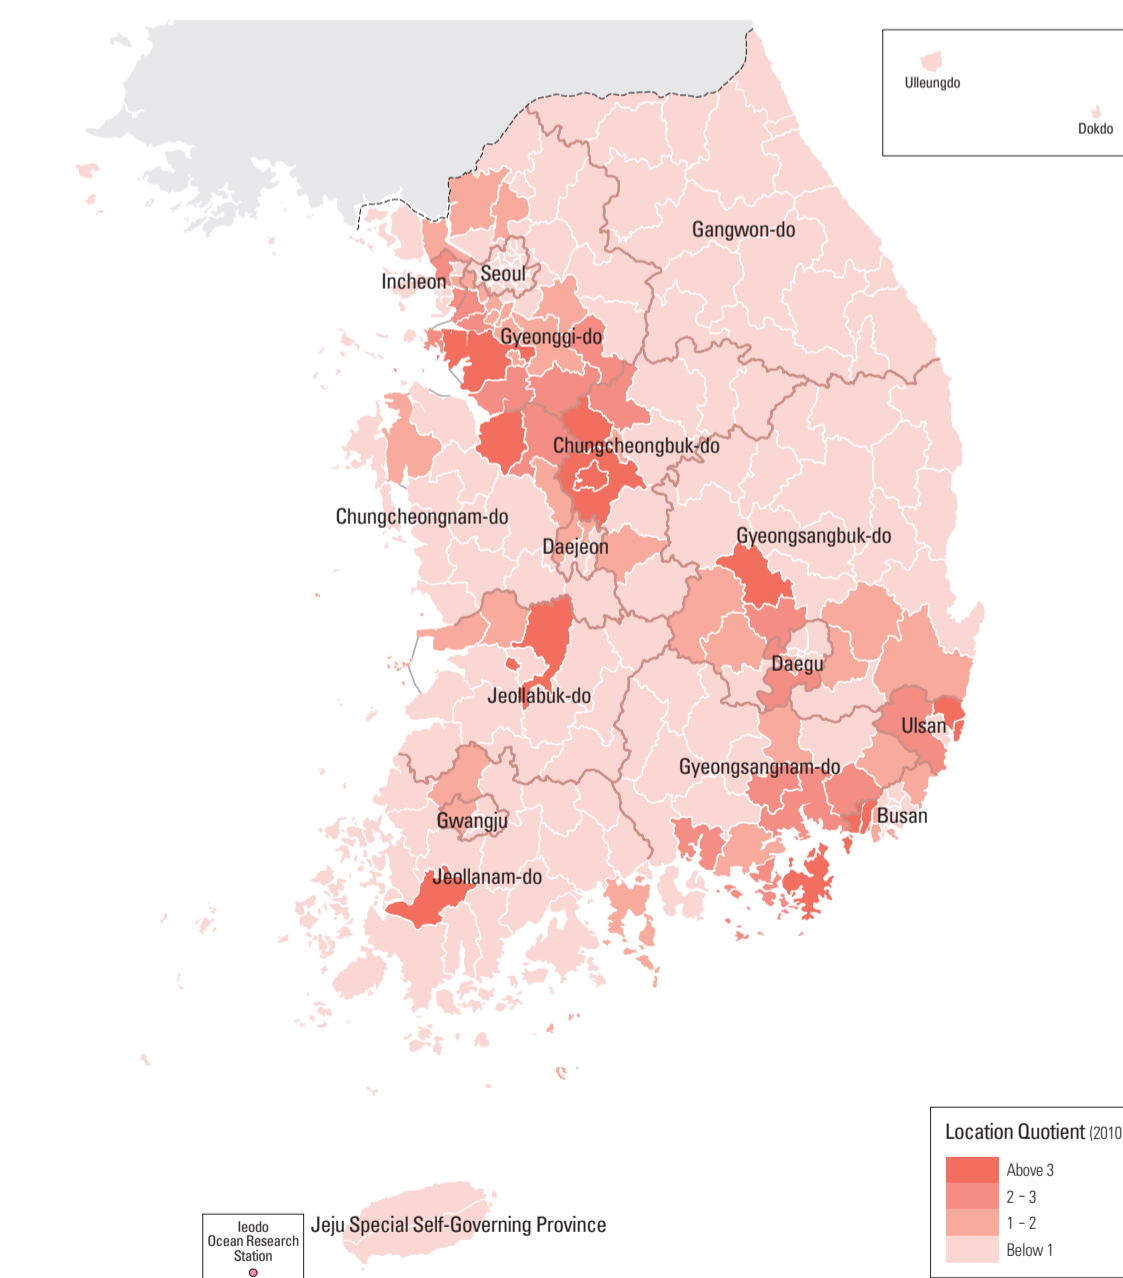 Ulleungdo
Dokdo
Gangwon-do
Incheon
Seoul
Gyeonggi-do
Chungcheongbuk-do
Chungcheongnam-do
Gyeongsangbuk-do
Daejeon
Daegu
Jeollabuk-do
Ulsan
Gyeongsangnam-do
Busan
Gwangju
Jeollanam-do
Jeju Special Self-Governing Province
Ieodo
Ocean Research
Station
Location Quotient (2010
Above 3
2 – 3
1 – 2
Below 1